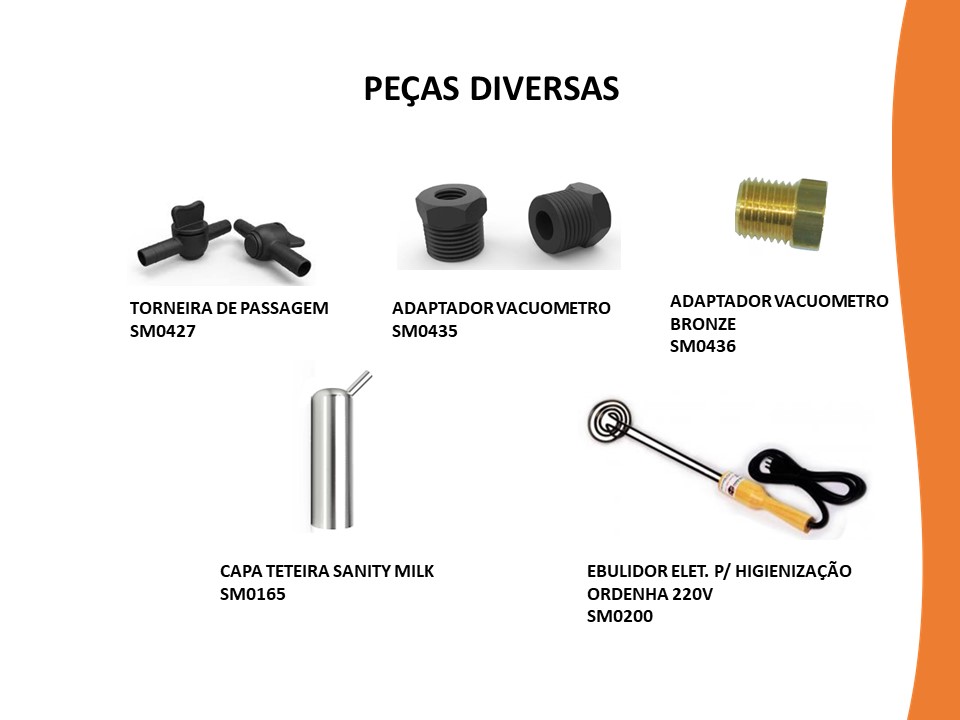 PEÇAS DIVERSAS
TORNEIRA DE PASSAGEM
SM0427
ADAPTADOR VACUOMETRO
SM0435
ADAPTADOR VACUOMETRO
BRONZE
SM0436
CAPA TETEIRA SANITY MILK
SM0165
EBULIDOR ELET. P/ HIGIENIZAÇÃO
ORDENHA 220V
SM0200